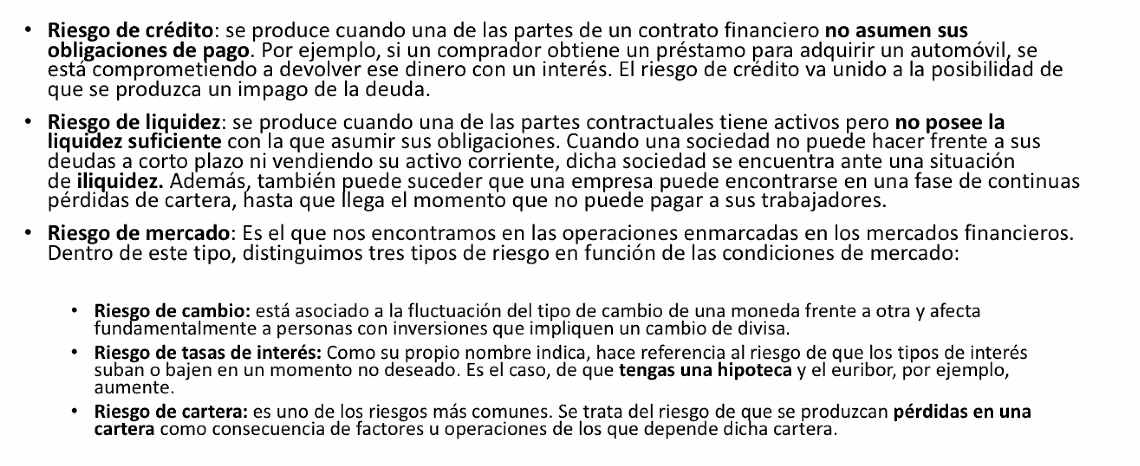 • Riesgo de crédito: se produce cuando una de las partes de un contrato financiero no asumen sus
obligaciones de pago. Por ejemplo, si un comprador obtiene un préstamo para adquirir un automóvil, se
está comprometiendo a devolver ese dinero con un interés. El riesgo de crédito va unido a la posibilidad de
que se produzca un impago de la deuda.
• Riesgo de liquidez: se produce cuando una de las partes contractuales tiene activos pero no posee la
liquidez suficiente con la que asumir sus obligaciones. Cuando una sociedad no puede hacer frente a sus
deudas a corto plazo ni vendiendo su activo corriente, dicha sociedad se encuentra ante una situación
de iliquidez. Además, también puede suceder que una empresa puede encontrarse en una fase de continuas
pérdidas de cartera, hasta que llega el momento que no puede pagar a sus trabajadores.
• Riesgo de mercado: Es el que nos encontramos en las operaciones enmarcadas en los mercados financieros.
Dentro de este tipo, distinguimos tres tipos de riesgo en función de las condiciones de mercado:
• Riesgo de cambio: está asociado a la fluctuación del tipo de cambio de una moneda frente a otra y afecta
fundamentalmente a personas con inversiones que impliquen un cambio de divisa.
• Riesgo de tasas de interés: Como su propio nombre indica, hace referencia al riesgo de que los tipos de interés
suban o bajen en un momento no deseado. Es el caso, de que tengas una hipoteca y el euribor, por ejemplo,
aumente.
• Riesgo de cartera: es uno de los riesgos más comunes. Se trata del riesgo de que se produzcan pérdidas en una
cartera como consecuencia de factores u operaciones de los que depende dicha cartera.